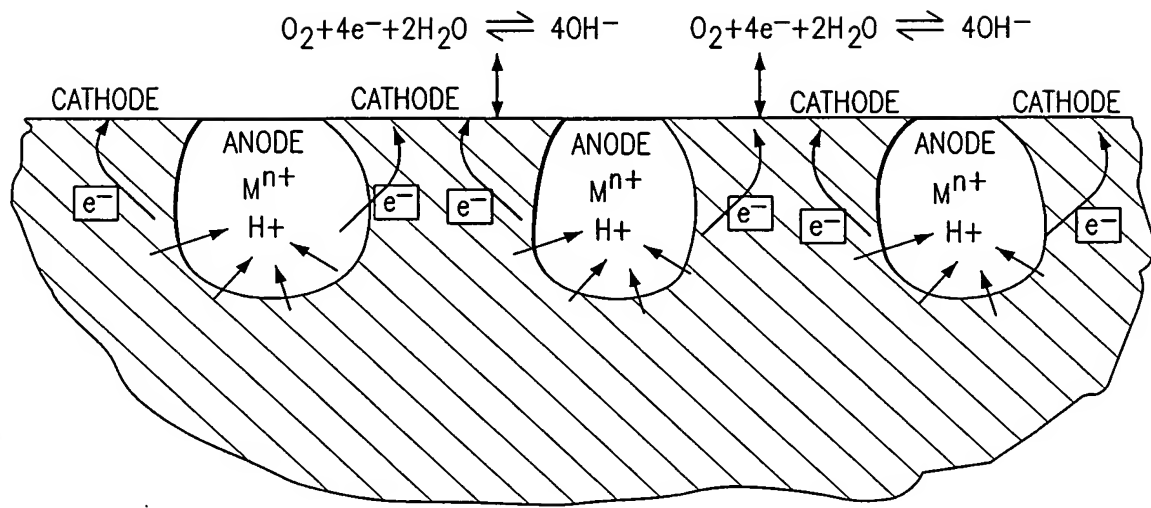 O₂+4e⁻+2H₂O ⇌ 4OH⁻ O₂+4e⁻+2H₂O ⇌ 4OH⁻
CATHODE CATHODE CATHODE CATHODE
ANODE ANODE ANODE
Mⁿ⁺ Mⁿ⁺ Mⁿ⁺
e⁻ e⁻ e⁻ e⁻ e⁻ e⁻
H+ H+ H+